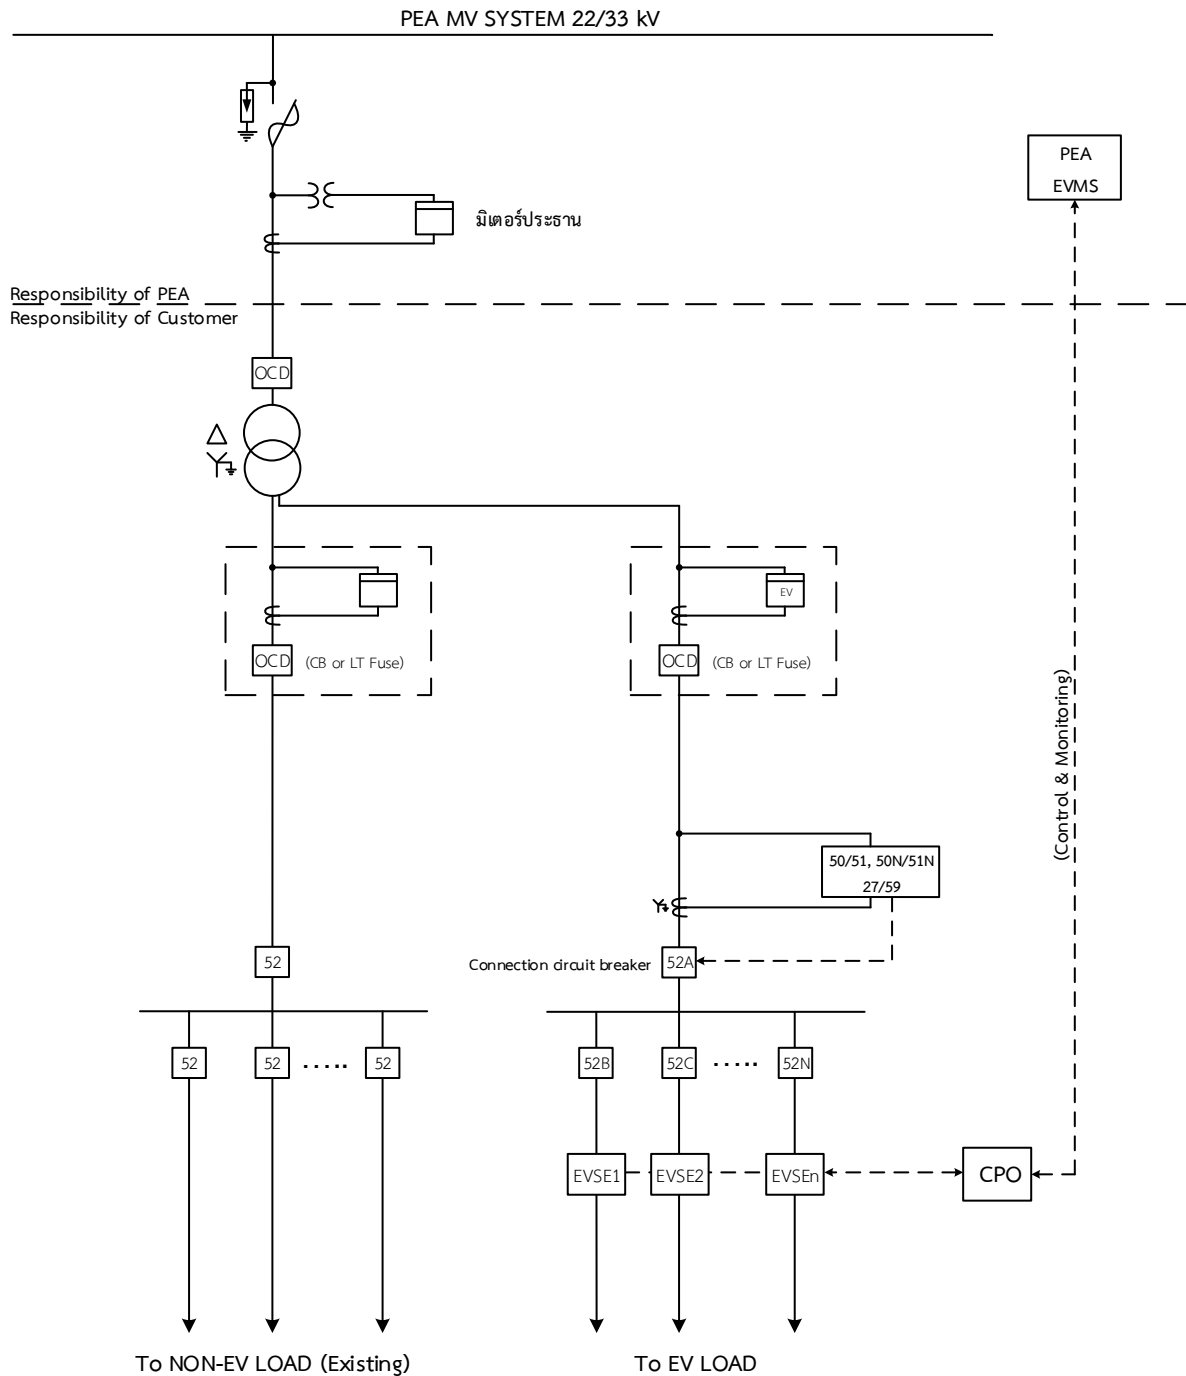 PEA MV SYSTEM 22/33 kV
PEA
EVMS
มิเตอร์ประธาน
Responsibility of PEA
Responsibility of Customer
OCD
EV
OCD
(CB or LT Fuse)
OCD
(CB or LT Fuse)
(Control & Monitoring)
50/51, 50N/51N
27/59
52
Connection circuit breaker
52A
52
52
.....
52
52B
52C
.....
52N
EVSE1
EVSE2
EVSEn
CPO
To NON-EV LOAD (Existing)
To EV LOAD